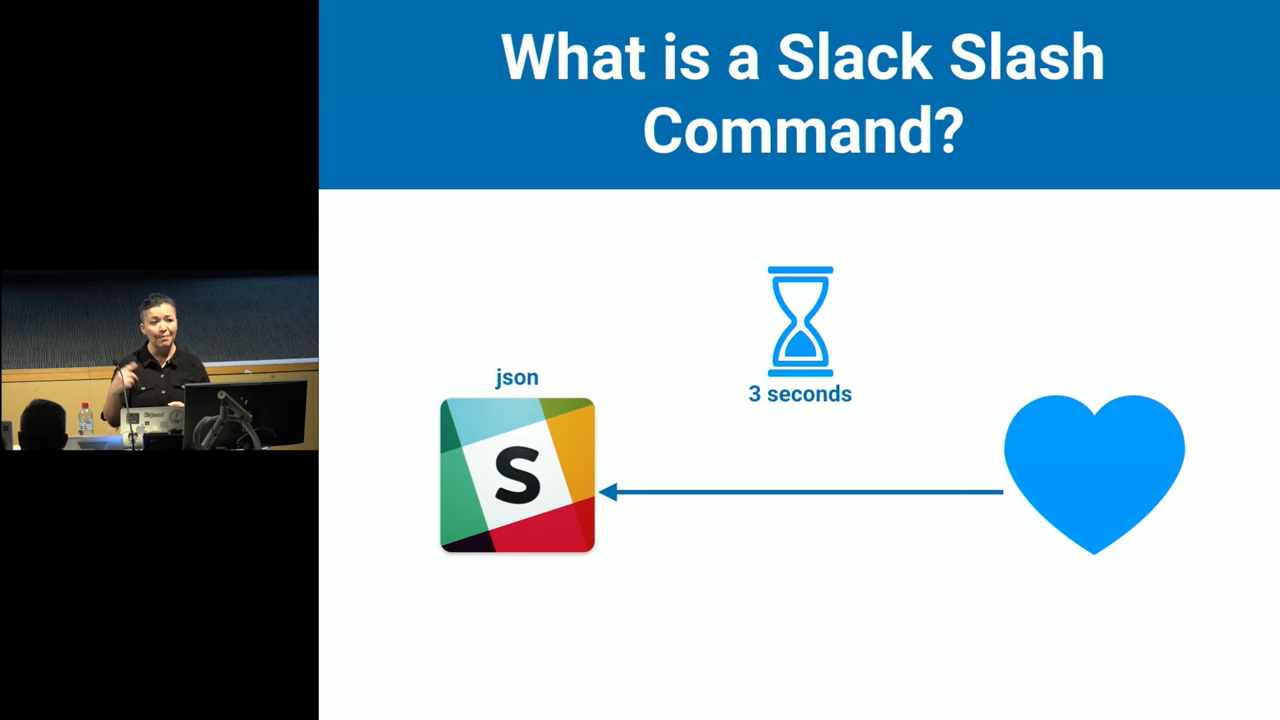 What is a Slack Slash
Command?
3 seconds
json
S